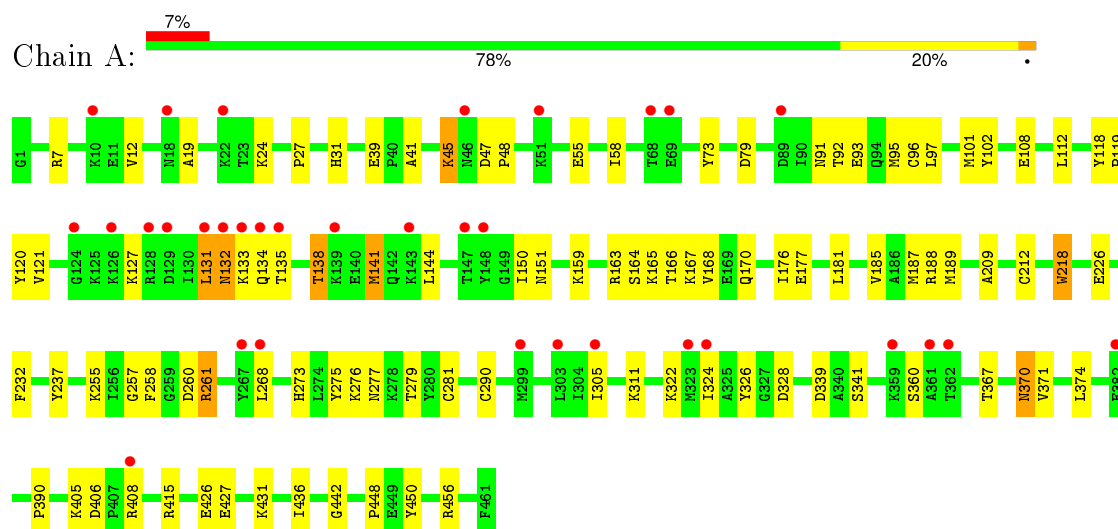 7%
Chain A:
78% 20% •
G1 R7 K10 E11 V12 N18 A19 K22 T23 K24 P27 H31 E39 P40 A41 K45 N46 D47 P48 K51 E55 I58 T68 E69 Y73 D79 D89 I90 N91 T92 E93 Q94 N95 C96 L97 M101 Y102 E108 L112 Y118 P119
Y120 V121 G124 K125 K126 K127 R128 D129 I130 L131 N132 K133 Q134 T135 T138 K139 E140 M141 Q142 K143 L144 T147 Y148 G149 I150 N151 K159 R163 S164 K165 T166 K167 V168 E169 Q170 I176 E177 L181 V185 A186 M187 R188 M189 A209 C212 W218 E226
F232 Y237 K255 I256 G257 F258 G259 D260 R261 Y267 L268 H273 L274 Y275 K276 N277 K278 T279 Y280 C281 C290 M299 L303 I304 I305 K311 K322 M323 I324 A325 Y326 G327 D328 D339 A340 S341 K359 S360 A361 T362 T367 N370 V371 L374
P390 K405 D406 P407 R408 R415 E426 E427 K431 I436 G442 P448 E449 Y450 R456 F461